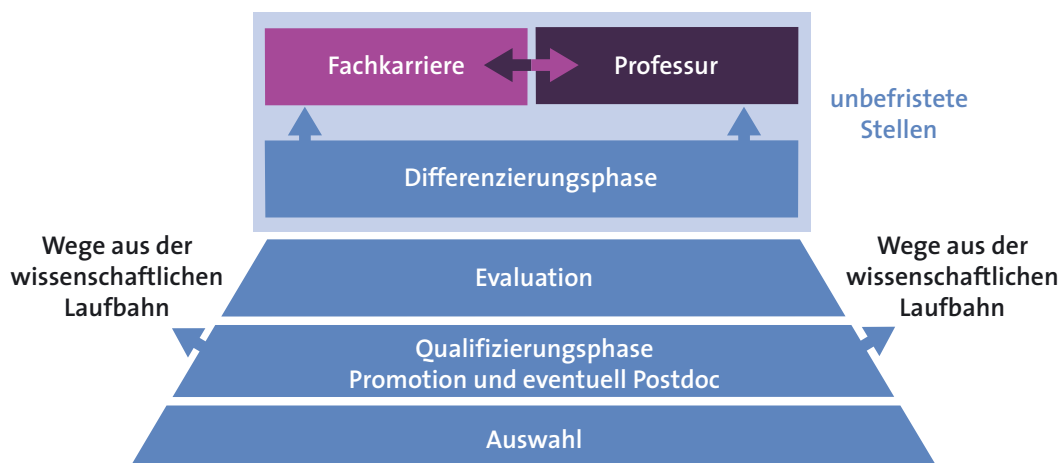 Fachkarriere
Professur
unbefristete
Stellen
Differenzierungsphase
Wege aus der
wissenschaftlichen
Laufbahn
Evaluation
Wege aus der
wissenschaftlichen
Laufbahn
Qualifizierungsphase
Promotion und eventuell Postdoc
Auswahl